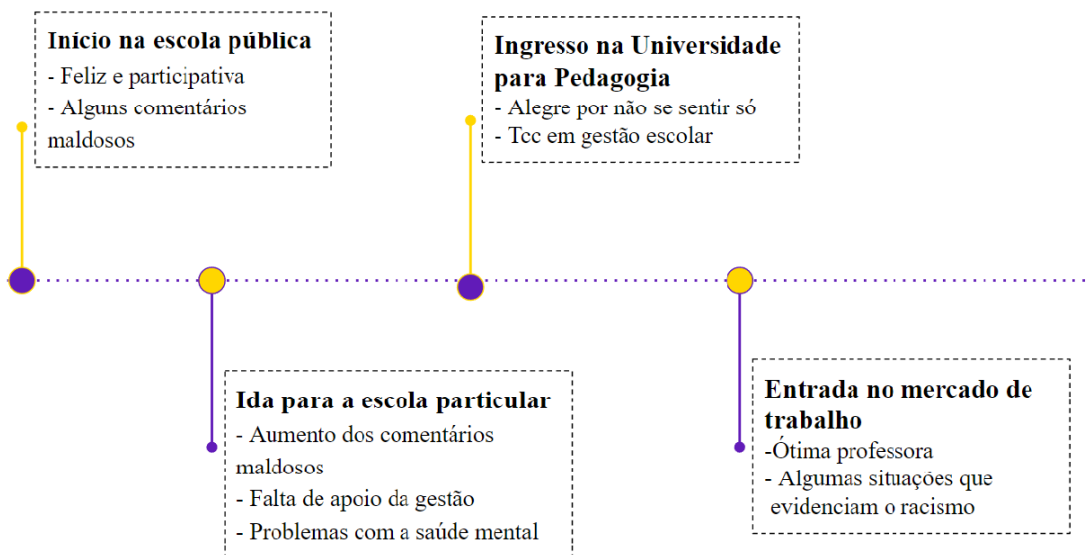 Início na escola pública
- Feliz e participativa
- Alguns comentários
maldosos
Ida para a escola particular
- Aumento dos comentários
maldosos
- Falta de apoio da gestão
- Problemas com a saúde mental
Ingresso na Universidade
para Pedagogia
- Alegre por não se sentir só
- Tcc em gestão escolar
Entrada no mercado de
trabalho
-Ótima professora
- Algumas situações que
evidenciam o racismo